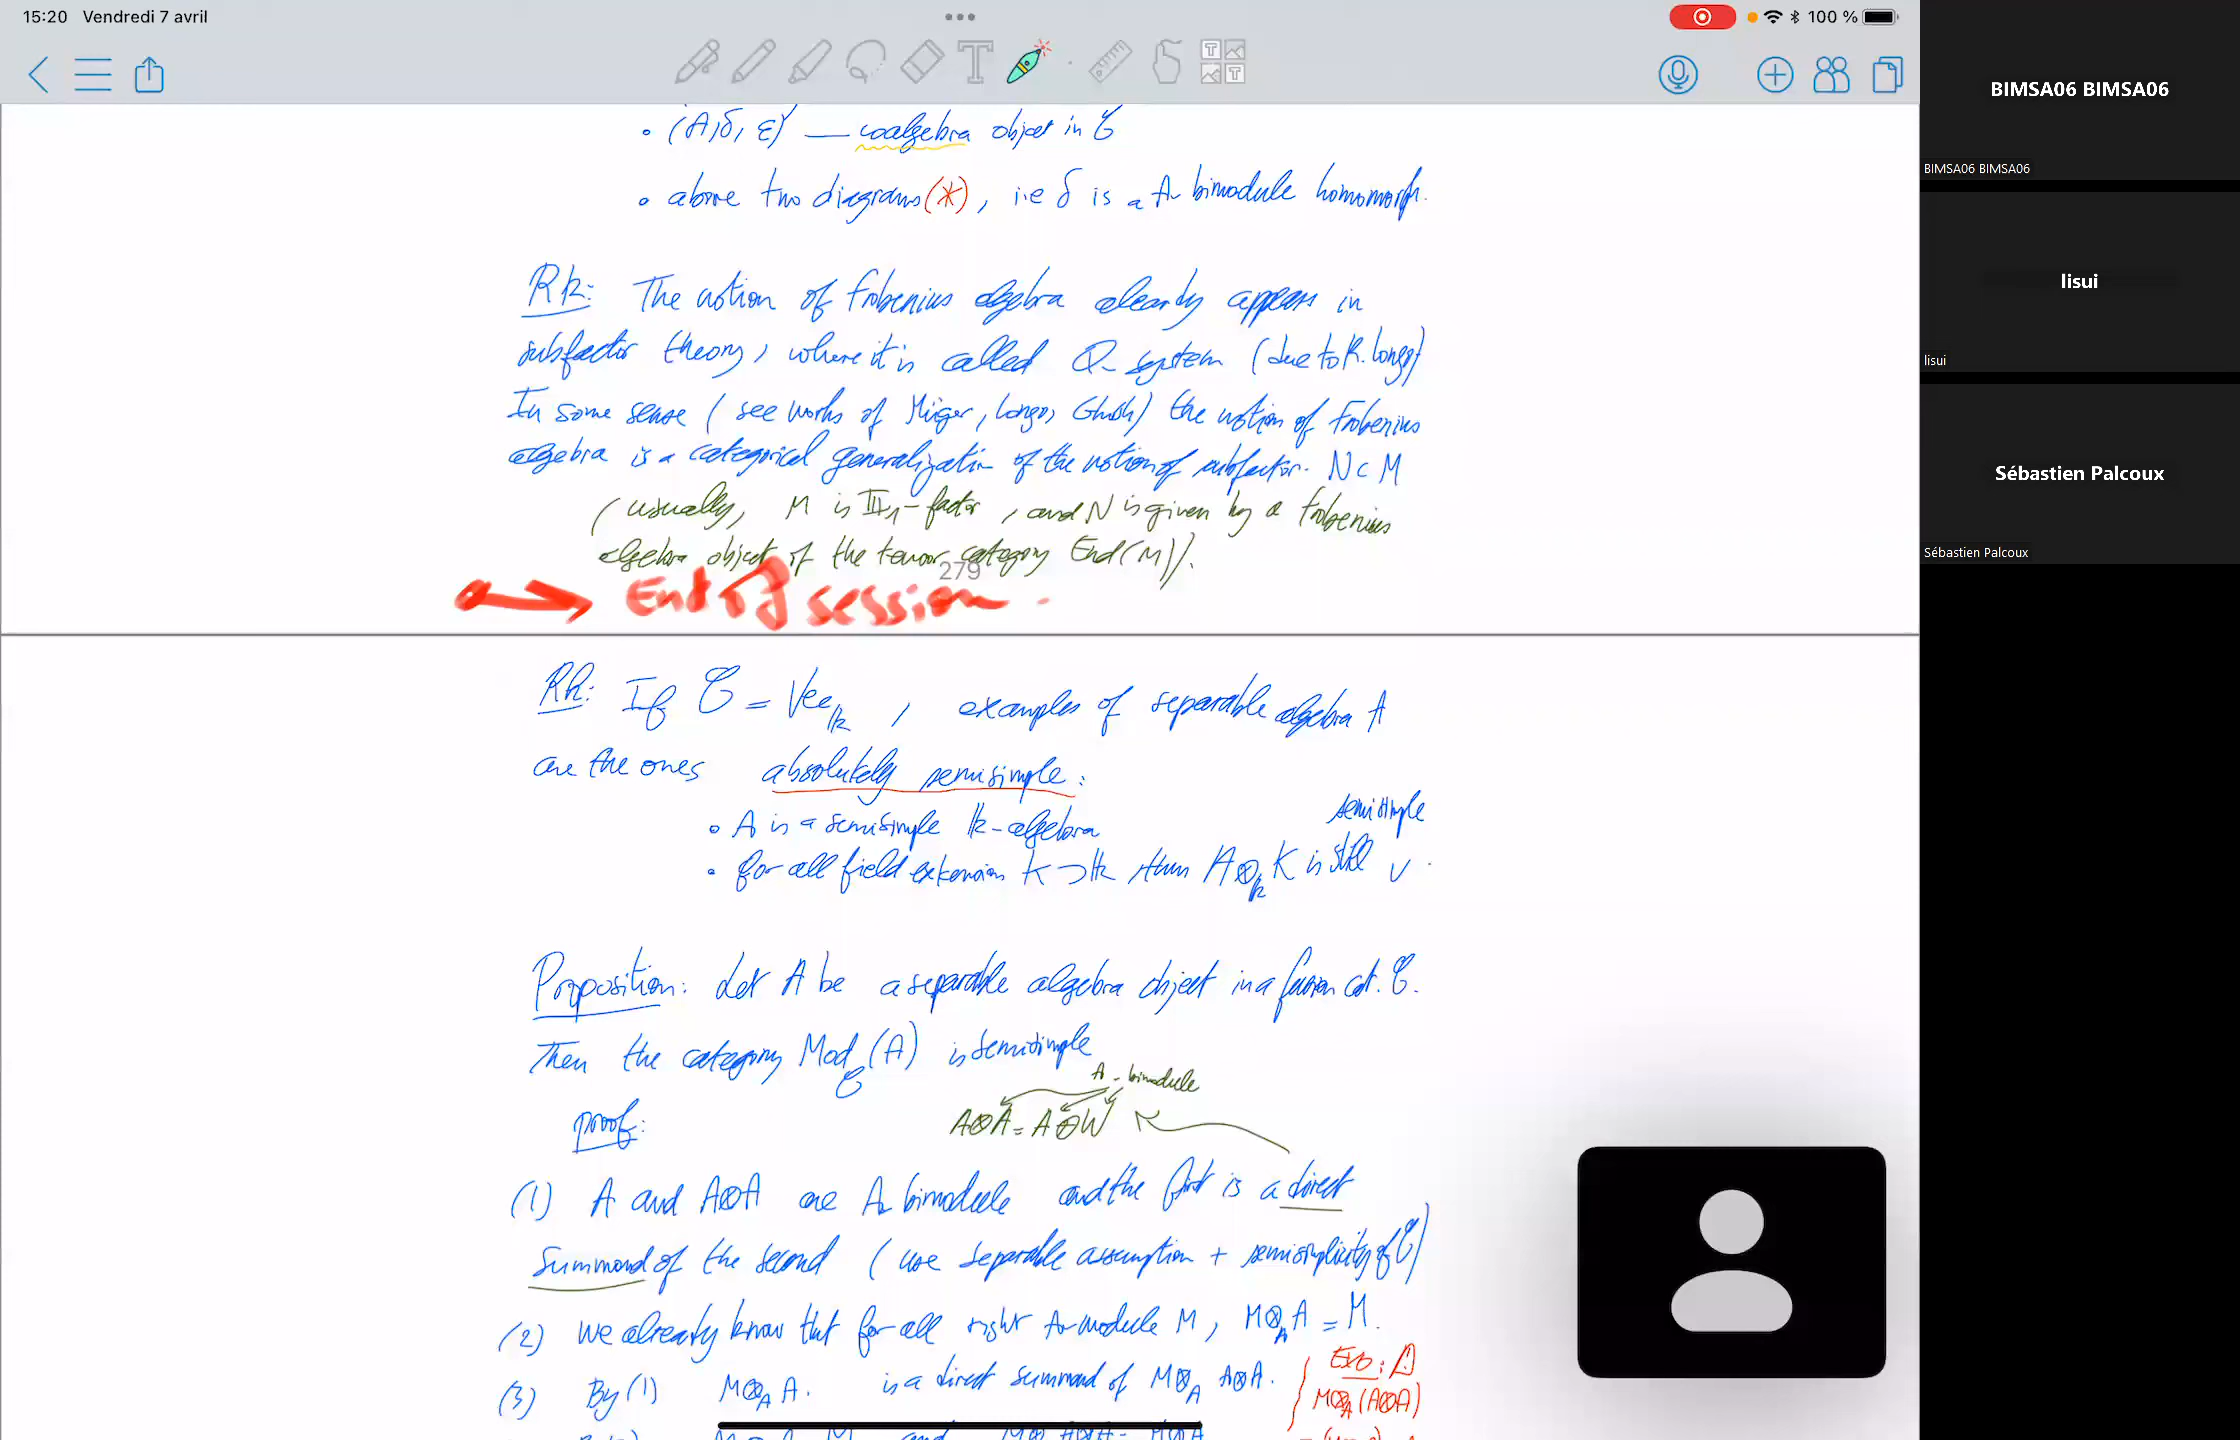 15:20 Vendredi 7 avril
100 %
• (A, δ, ε) — coalgebra object in C
• above two diagrams (*), i.e δ is a A-bimodule homomorph.
Rk: The notion of Frobenius algebra clearly appears in
subfactor theory, where it is called Q-system (due to R. Longo)
In some sense (see works of Müger, Longo, Ghosh) the notion of Frobenius
algebra is a categorical generalization of the notion of subfactor. N ⊂ M
(usually, M is III₁-factor, and N is given by a Frobenius
algebra object of the tensor category End(M)).
279
End of session.
Rk: If C = Vec_k, examples of separable algebra A
are the ones absolutely semisimple:
• A is a semisimple k-algebra
semisimple
• for all field extension K ⊃ k then A⊗_k K is still ∨.
Proposition: Let A be a separable algebra object in a fusion cat. C.
Then the category Mod_C(A) is semisimple
A-bimodule
proof:
A⊗A = A⊕W
(1) A and A⊗A are A-bimodule and the first is a direct
summand of the second (use separable assumption + semisimplicity of C)
(2) we already know that for all right A-module M, M⊗_A A = M.
(3) By (1) M⊗_A A. is a direct summand of M⊗_A A⊗A.
Exo:
M⊗_A (A⊗A)
BIMSA06 BIMSA06
BIMSA06 BIMSA06
lisui
lisui
Sébastien Palcoux
Sébastien Palcoux